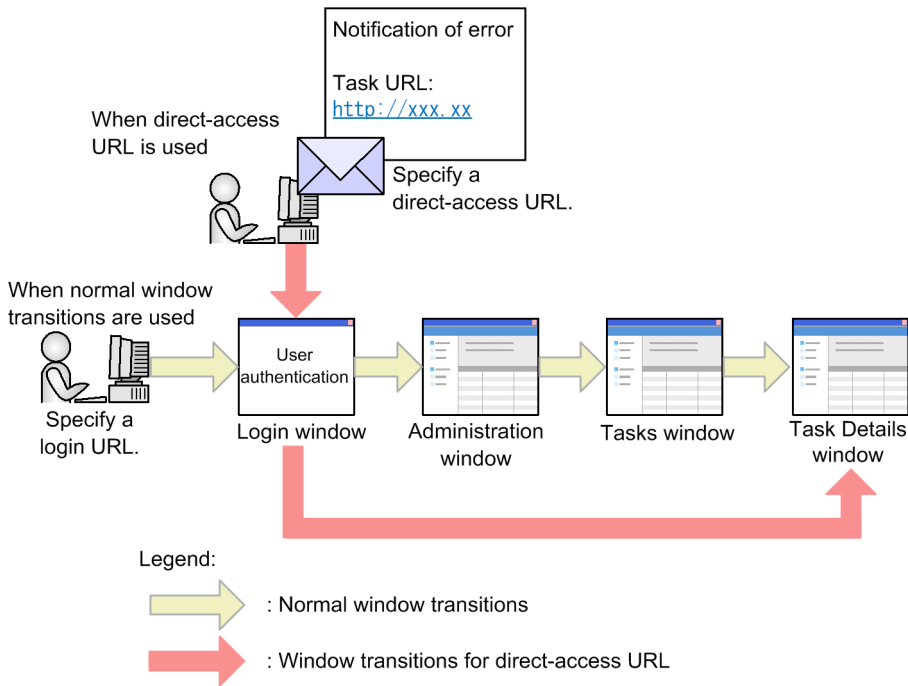 Notification of error
Task URL:
http://xxx.xx
When direct-access
URL is used
Specify a
direct-access URL.
When normal window
transitions are used
Specify a
login URL.
User
authentication
Login window
Administration
window
Tasks window
Task Details
window
Legend:
: Normal window transitions
: Window transitions for direct-access URL